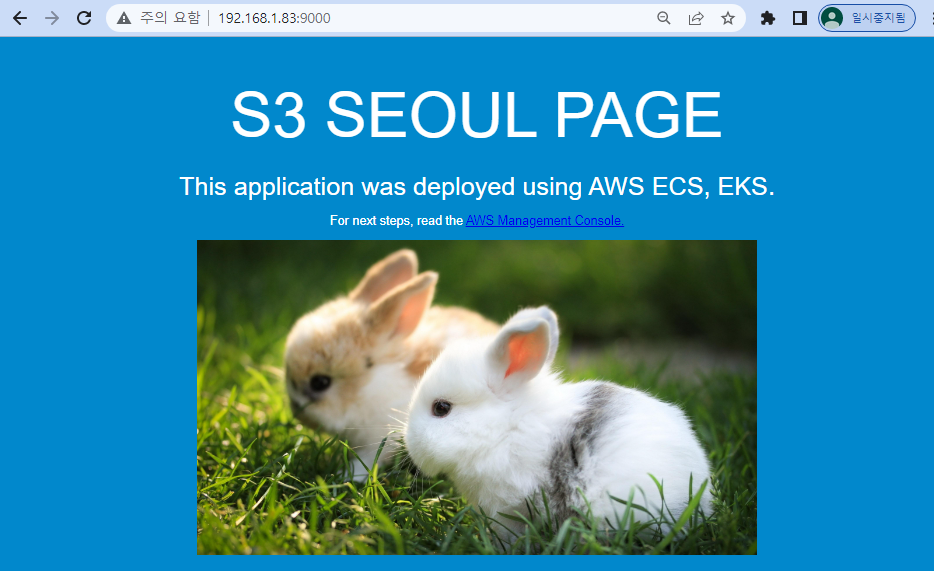 주의 요함 192.168.1.83:9000 일시중지됨
S3 SEOUL PAGE
This application was deployed using AWS ECS, EKS.
For next steps, read the AWS Management Console.